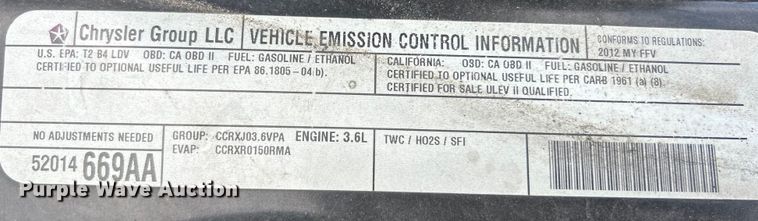 Chrysler Group LLC
VEHICLE EMISSION CONTROL INFORMATION
CONFORMS TO REGULATIONS:
2012 MY FFV
U.S. EPA: T2 B4 LDV OBD: CA OBD II FUEL: GASOLINE / ETHANOL
CERTIFIED TO OPTIONAL USEFUL LIFE PER EPA 86.1805-04(b).
CALIFORNIA: OBD: CA OBD II FUEL: GASOLINE / ETHANOL
CERTIFIED TO OPTIONAL USEFUL LIFE PER CARB 1961 (a) (8).
CERTIFIED FOR SALE ULEV II QUALIFIED.
NO ADJUSTMENTS NEEDED
52014 669AA
GROUP: CCRXJ03.6VPA ENGINE: 3.6L
EVAP: CCRXR0150RMA
TWC / HO2S / SFI
Purple Wave Auction